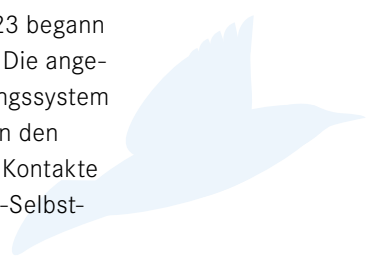 23 begann
Die ange-
ngssystem
n den
Kontakte
-Selbst-